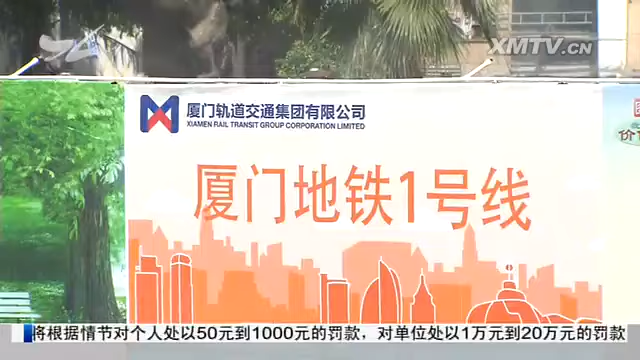 XMTV.CN
厦门轨道交通集团有限公司
XIAMEN RAIL TRANSIT GROUP CORPORATION LIMITED
厦门地铁1号线
将根据情节对个人处以50元到1000元的罚款，对单位处以1万元到20万元的罚款